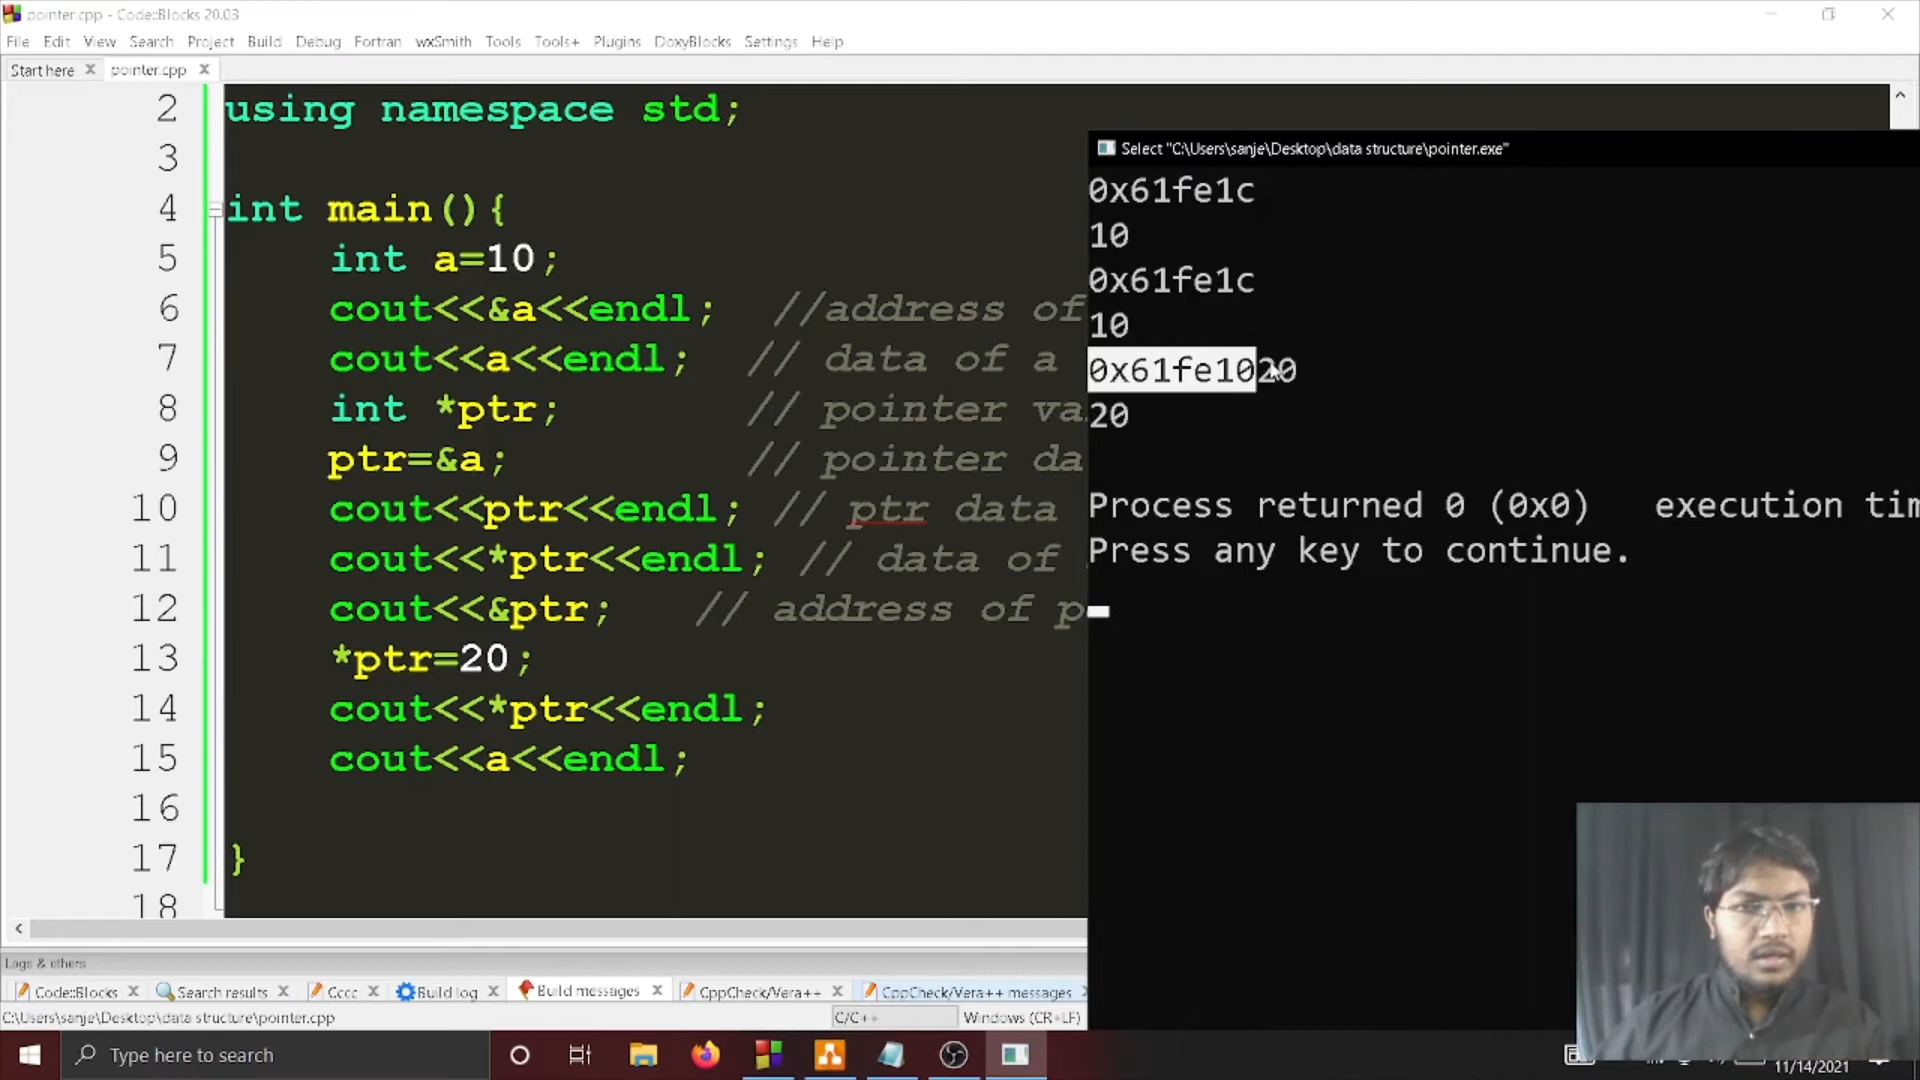 pointer.cpp - Code::Blocks 20.03
File Edit View Search Project Build Debug Fortran wxSmith Tools Tools+ Plugins DoxyBlocks Settings Help
Start here pointer.cpp
2 using namespace std;
3
4 int main(){
5 int a=10;
6 cout<<&a<<endl; //address of
7 cout<<a<<endl; // data of a
8 int *ptr; // pointer va
9 ptr=&a; // pointer da
10 cout<<ptr<<endl; // ptr data
11 cout<<*ptr<<endl; // data of
12 cout<<&ptr; // address of p
13 *ptr=20;
14 cout<<*ptr<<endl;
15 cout<<a<<endl;
16
17 }
18
Select "C:\Users\sanje\Desktop\data structure\pointer.exe"
0x61fe1c
10
0x61fe1c
10
0x61fe1020
20
Process returned 0 (0x0) execution tim
Press any key to continue.
Logs & others
Code::Blocks Search results Cccc Build log Build messages CppCheck/Vera++ CppCheck/Vera++ messages
C:\Users\sanje\Desktop\data structure\pointer.cpp C/C++ Windows (CR+LF)
Type here to search
11/14/2021